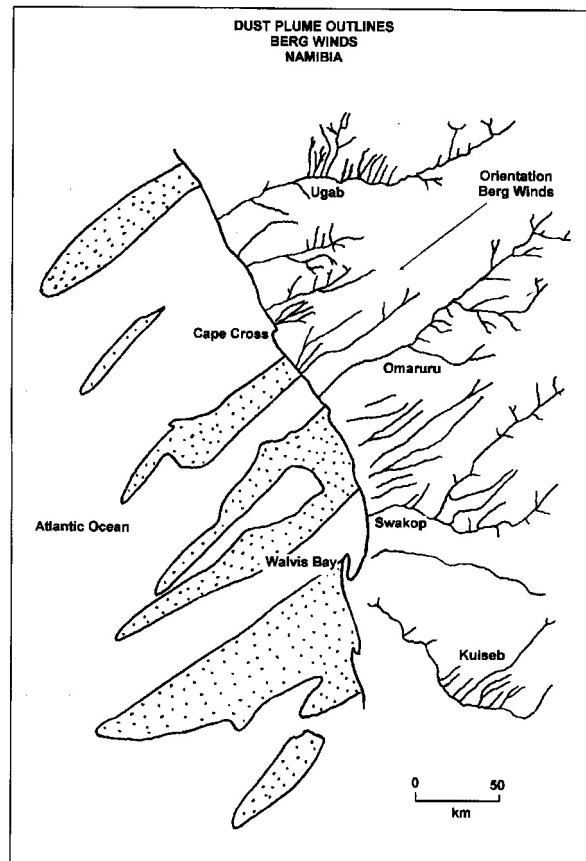 DUST PLUME OUTLINES
BERG WINDS
NAMIBIA
Ugab
Orientation
Berg Winds
Cape Cross
Omaruru
Atlantic Ocean
Swakop
Walvis Bay
Kuiseb
0 50
km